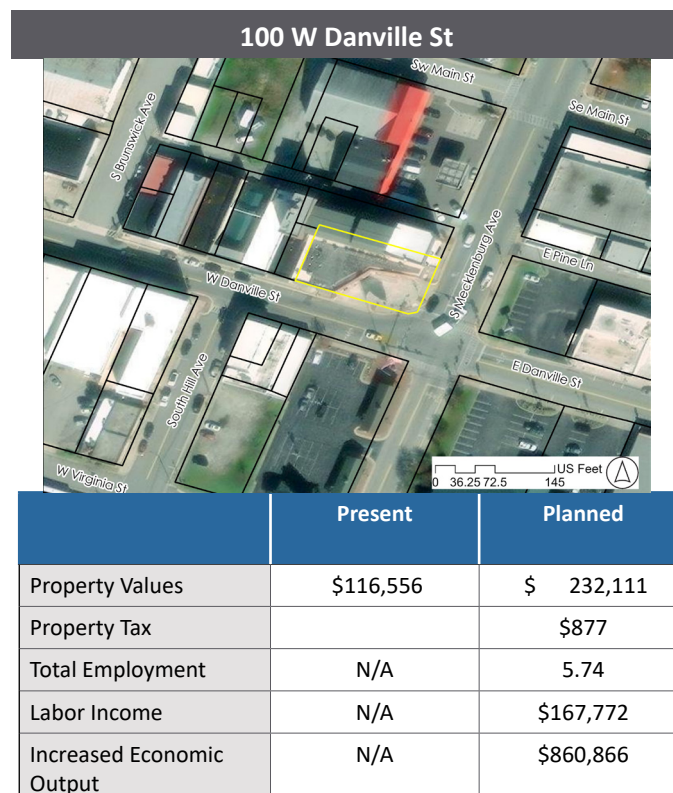 100 W Danville St
Sw Main St
Se Main St
S Brunswick Ave
E Pine Ln
S Mecklenburg Ave
W Danville St
E Danville St
South Hill Ave
W Virginia St
US Feet
0 36.25 72.5 145
Present Planned
Property Values $116,556 $ 232,111
Property Tax $877
Total Employment N/A 5.74
Labor Income N/A $167,772
Increased Economic N/A $860,866
Output